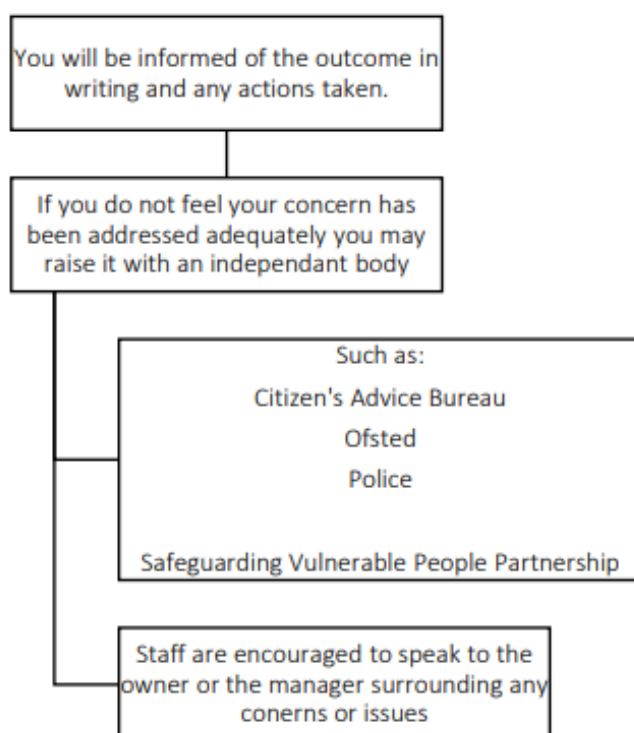 You will be informed of the outcome in
writing and any actions taken.
If you do not feel your concern has
been addressed adequately you may
raise it with an independant body
Such as:
Citizen's Advice Bureau
Ofsted
Police
Safeguarding Vulnerable People Partnership
Staff are encouraged to speak to the
owner or the manager surrounding any
conerns or issues